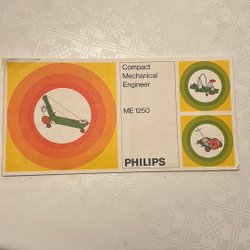 Compact
Mechanical
Engineer
ME 1250
PHILIPS